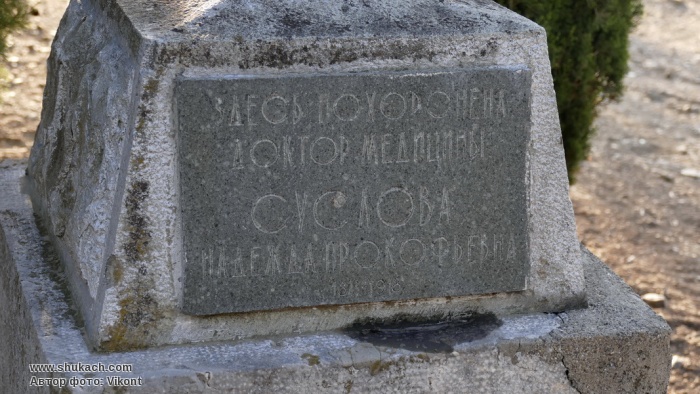 ЗДЕСЬ ПОХОРОНЕНА
ДОКТОР МЕДИЦИНЫ
СУСЛОВА
НАДЕЖДА ПРОКОФЬЕВНА
www.shukach.com
Автор фото: Vikont